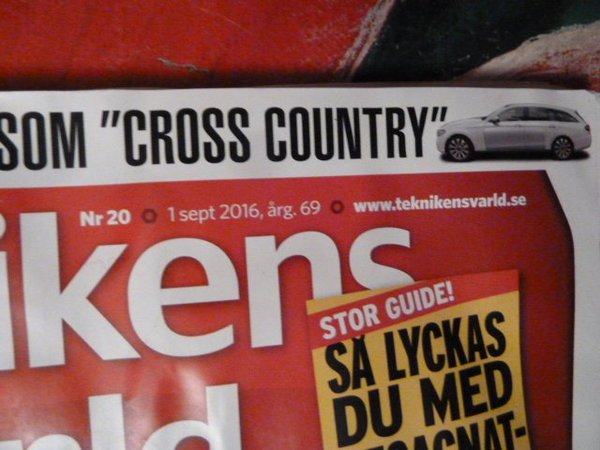 SOM "CROSS COUNTRY"
Nr 20 1 sept 2016, årg. 69 www.teknikensvarld.se
ikens
STOR GUIDE!
SÅ LYCKAS
DU MED